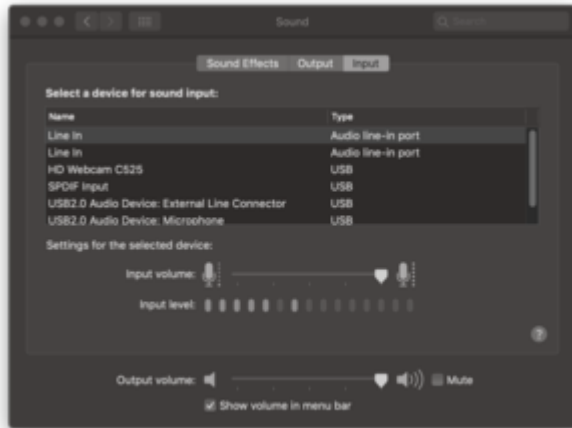 Sound
Search
Sound Effects Output Input
Select a device for sound input:
Name Type
Line In Audio line-in port
Line In Audio line-in port
HD Webcam C525 USB
SPDIF Input USB
USB2.0 Audio Device: External Line Connector USB
USB2.0 Audio Device: Microphone USB
Settings for the selected device:
Input volume:
Input level:
?
Output volume: Mute
Show volume in menu bar